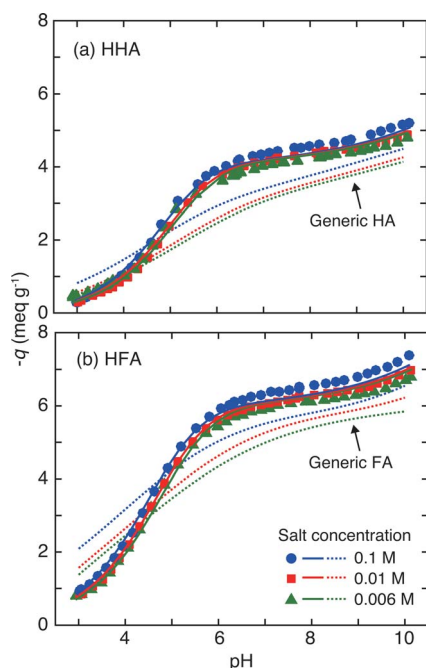 8
(a) HHA
6
4
2
0
Generic HA
-q (meq g⁻¹)
8
(b) HFA
6
4
2
0
Generic FA
Salt concentration
0.1 M
0.01 M
0.006 M
4 6 8 10
pH